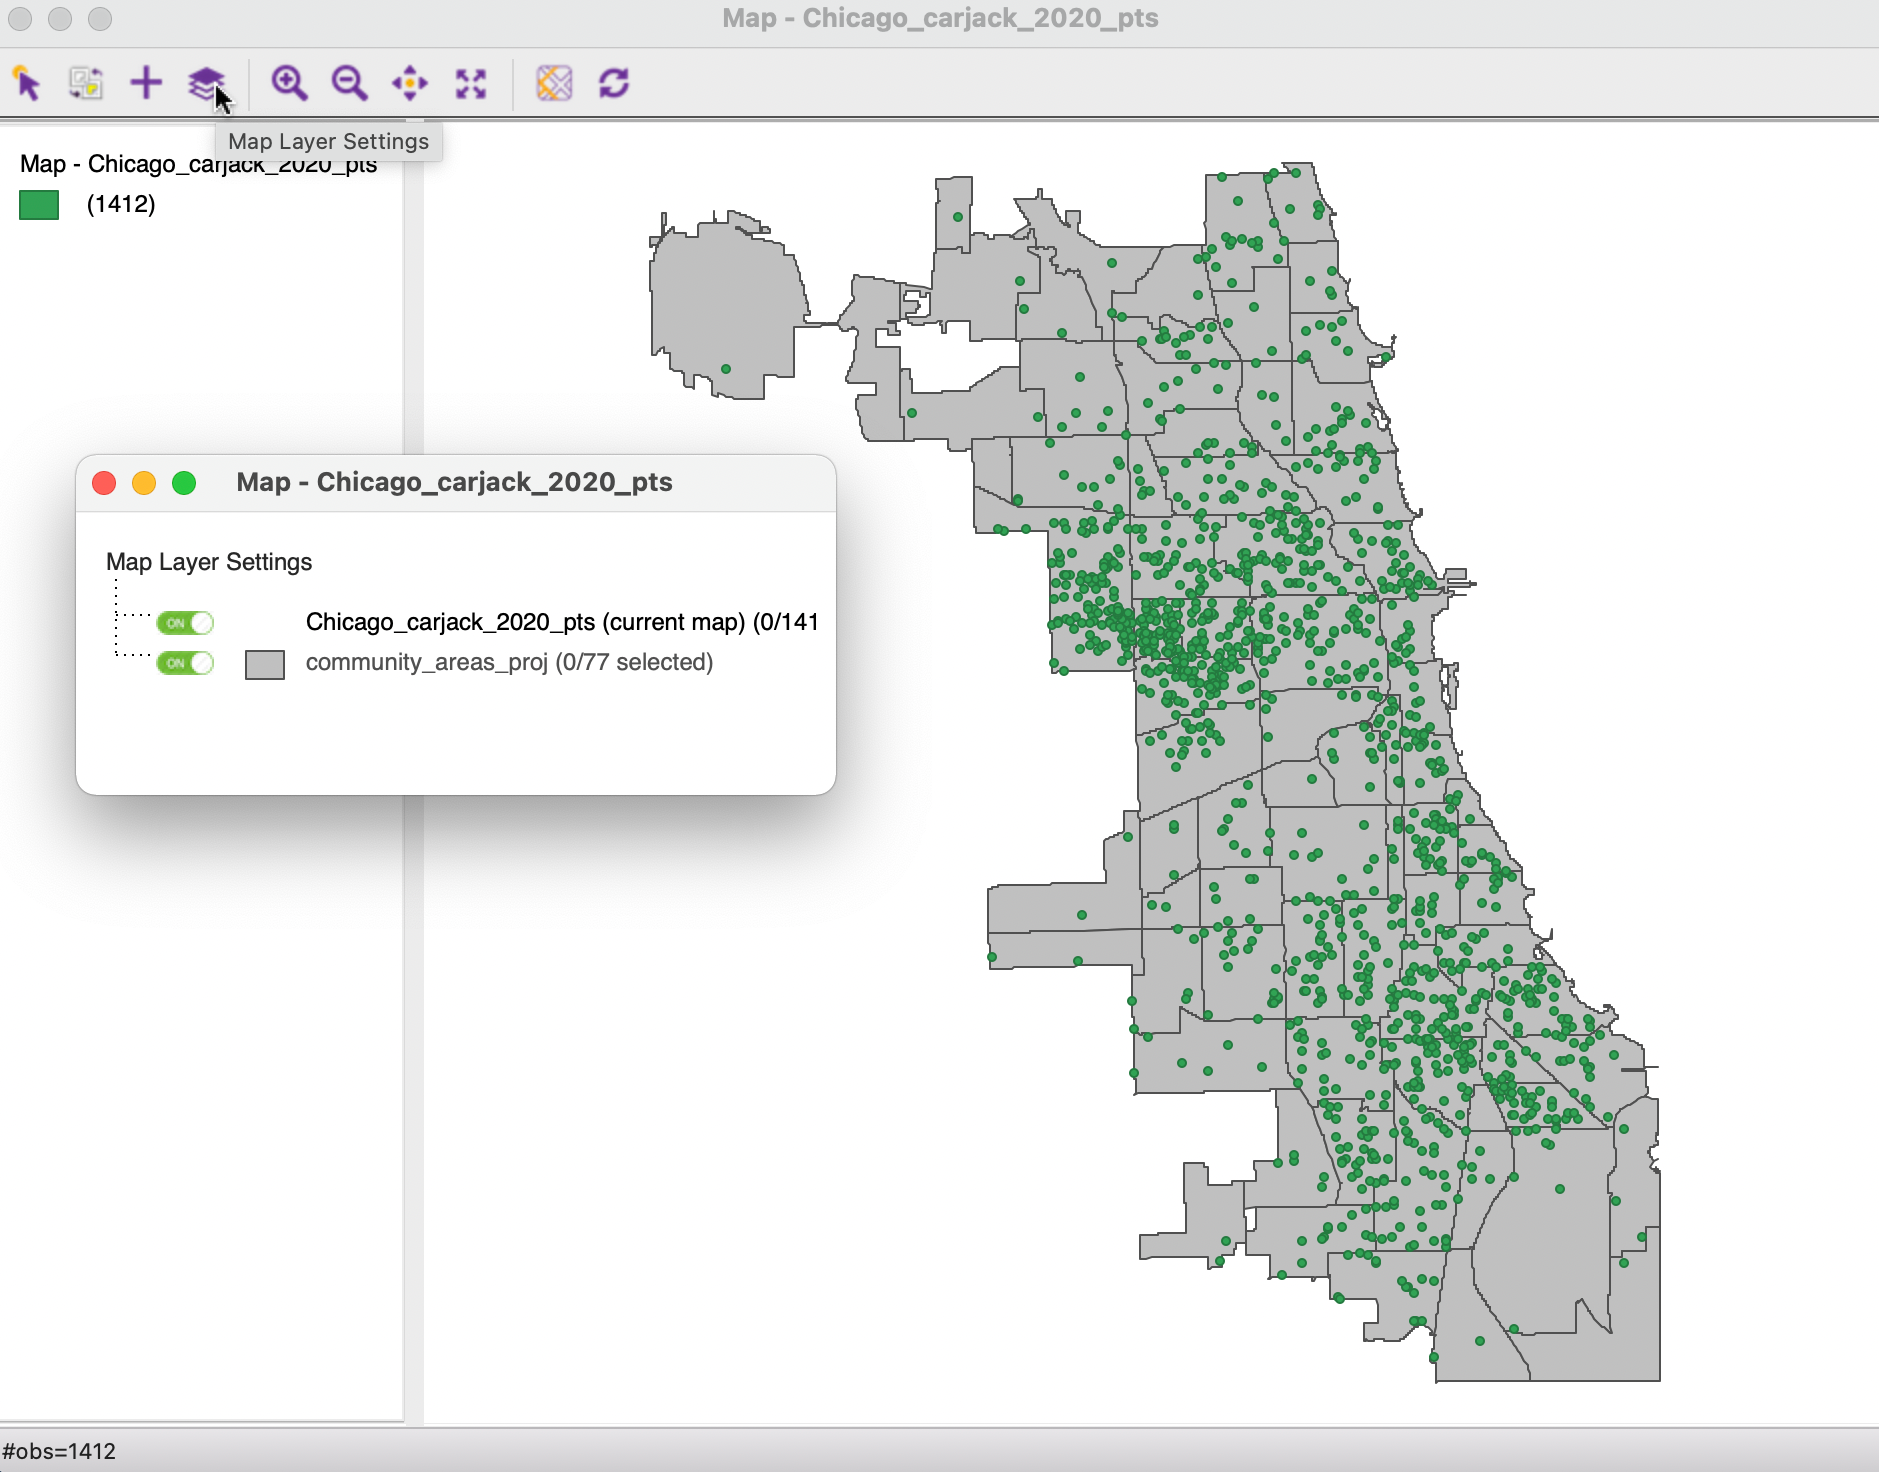 Map - Chicago_carjack_2020_pts
Map Layer Settings
Map - Chicago_carjack_2020_pts
(1412)
Map - Chicago_carjack_2020_pts
Map Layer Settings
ON Chicago_carjack_2020_pts (current map) (0/141
ON community_areas_proj (0/77 selected)
#obs=1412